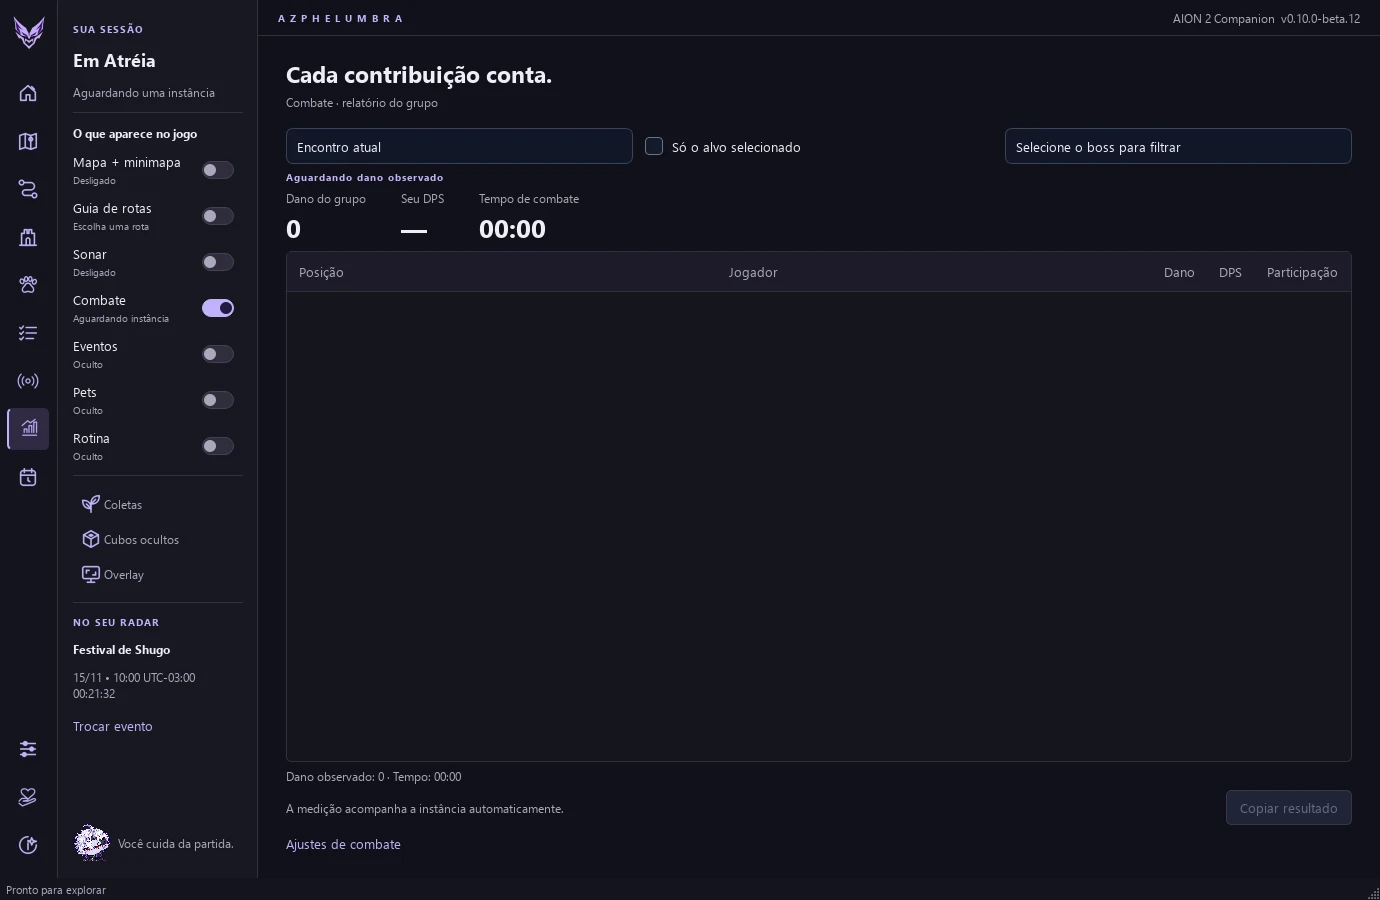 SUA SESSÃO
Em Atréia
Aguardando uma instância
O que aparece no jogo
Mapa + minimapa
Desligado
Guia de rotas
Escolha uma rota
Sonar
Desligado
Combate
Aguardando instância
Eventos
Oculto
Pets
Oculto
Rotina
Oculto
Coletas
Cubos ocultos
Overlay
NO SEU RADAR
Festival de Shugo
15/11 • 10:00 UTC-03:00
00:21:32
Trocar evento
Você cuida da partida.
AZPHELUMBRA
AION 2 Companion v0.10.0-beta.12
Cada contribuição conta.
Combate · relatório do grupo
Encontro atual
Só o alvo selecionado
Selecione o boss para filtrar
Aguardando dano observado
Dano do grupo Seu DPS Tempo de combate
0 — 00:00
Posição Jogador Dano DPS Participação
Dano observado: 0 · Tempo: 00:00
A medição acompanha a instância automaticamente.
Copiar resultado
Ajustes de combate
Pronto para explorar